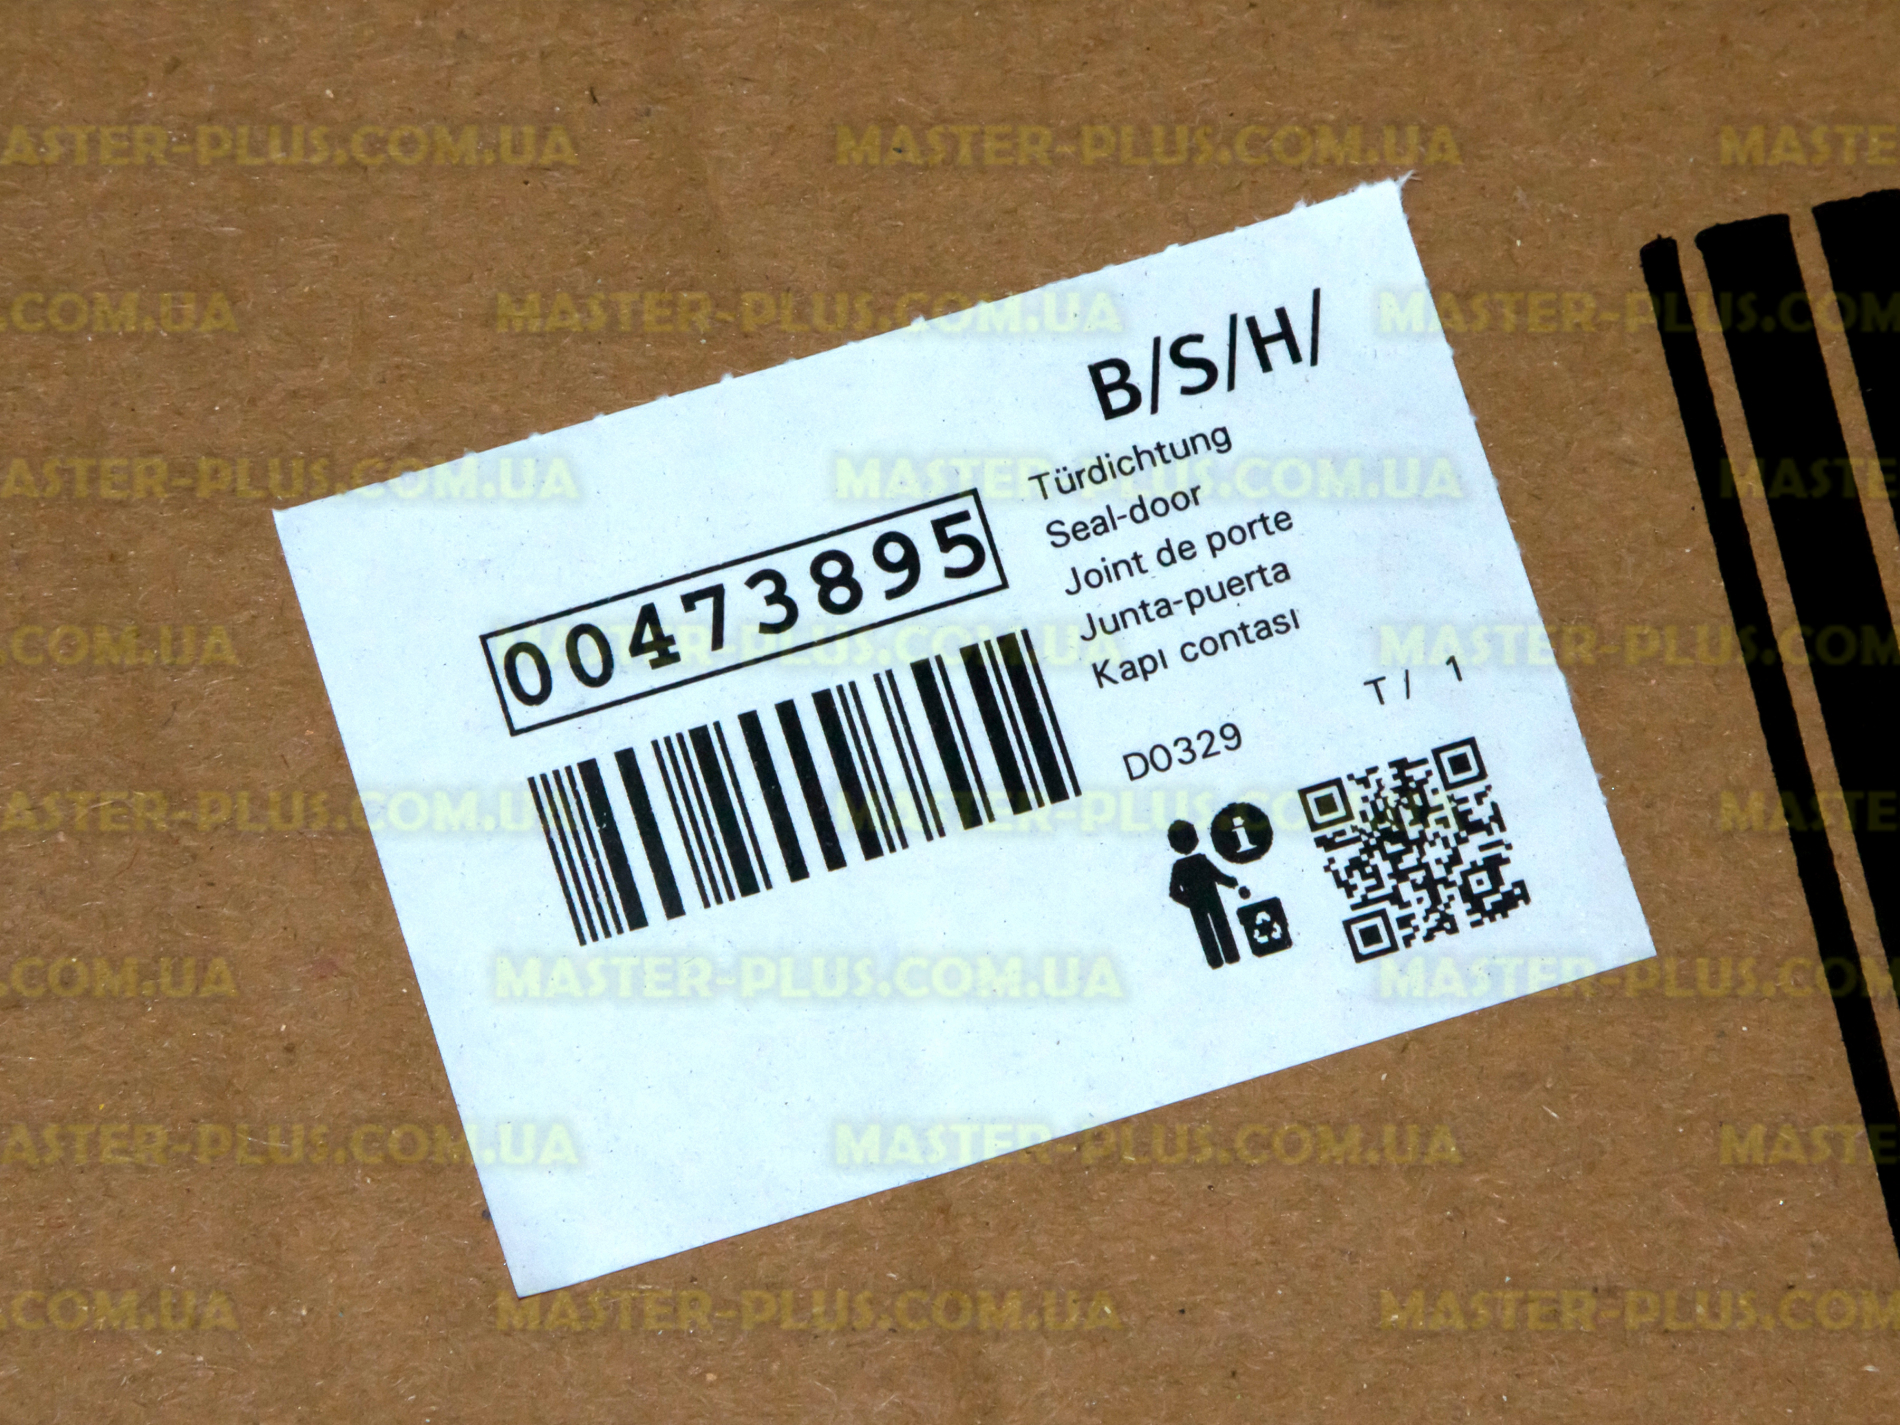 B/S/H/
Türdichtung
Seal-door
Joint de porte
Junta-puerta
Kapı contası
00473895
T / 1
D0329
MASTER-PLUS.COM.UA